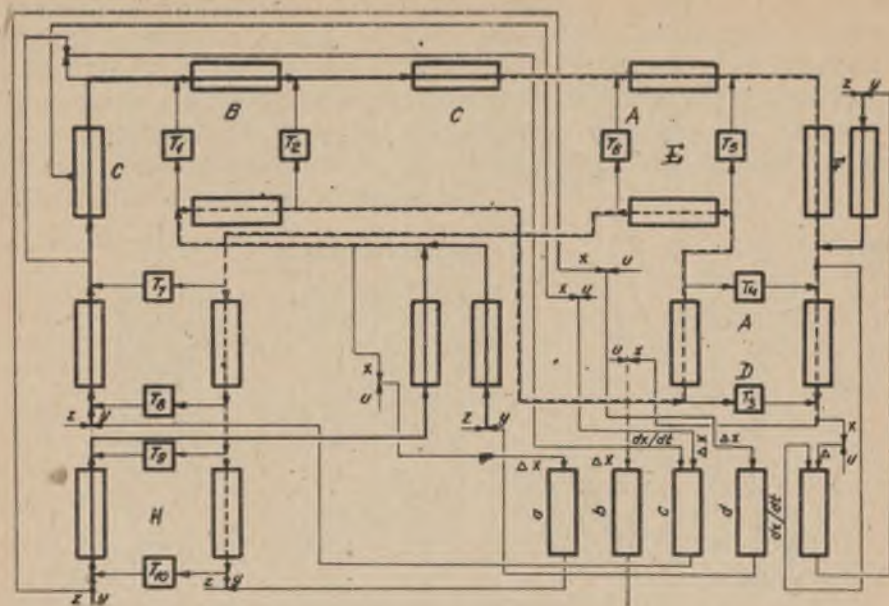 z y
B
C
A
T1
T2
T6
E
T5
C
F
x u
x u
T7
T4
A
u x
x
u
D
T8
T3
z y
z y
x
u
dx/dt
Δx
Δx
T9
Δx
Δx
Δ
H
a
b
c
d
dx/dt
T10
z y
z y